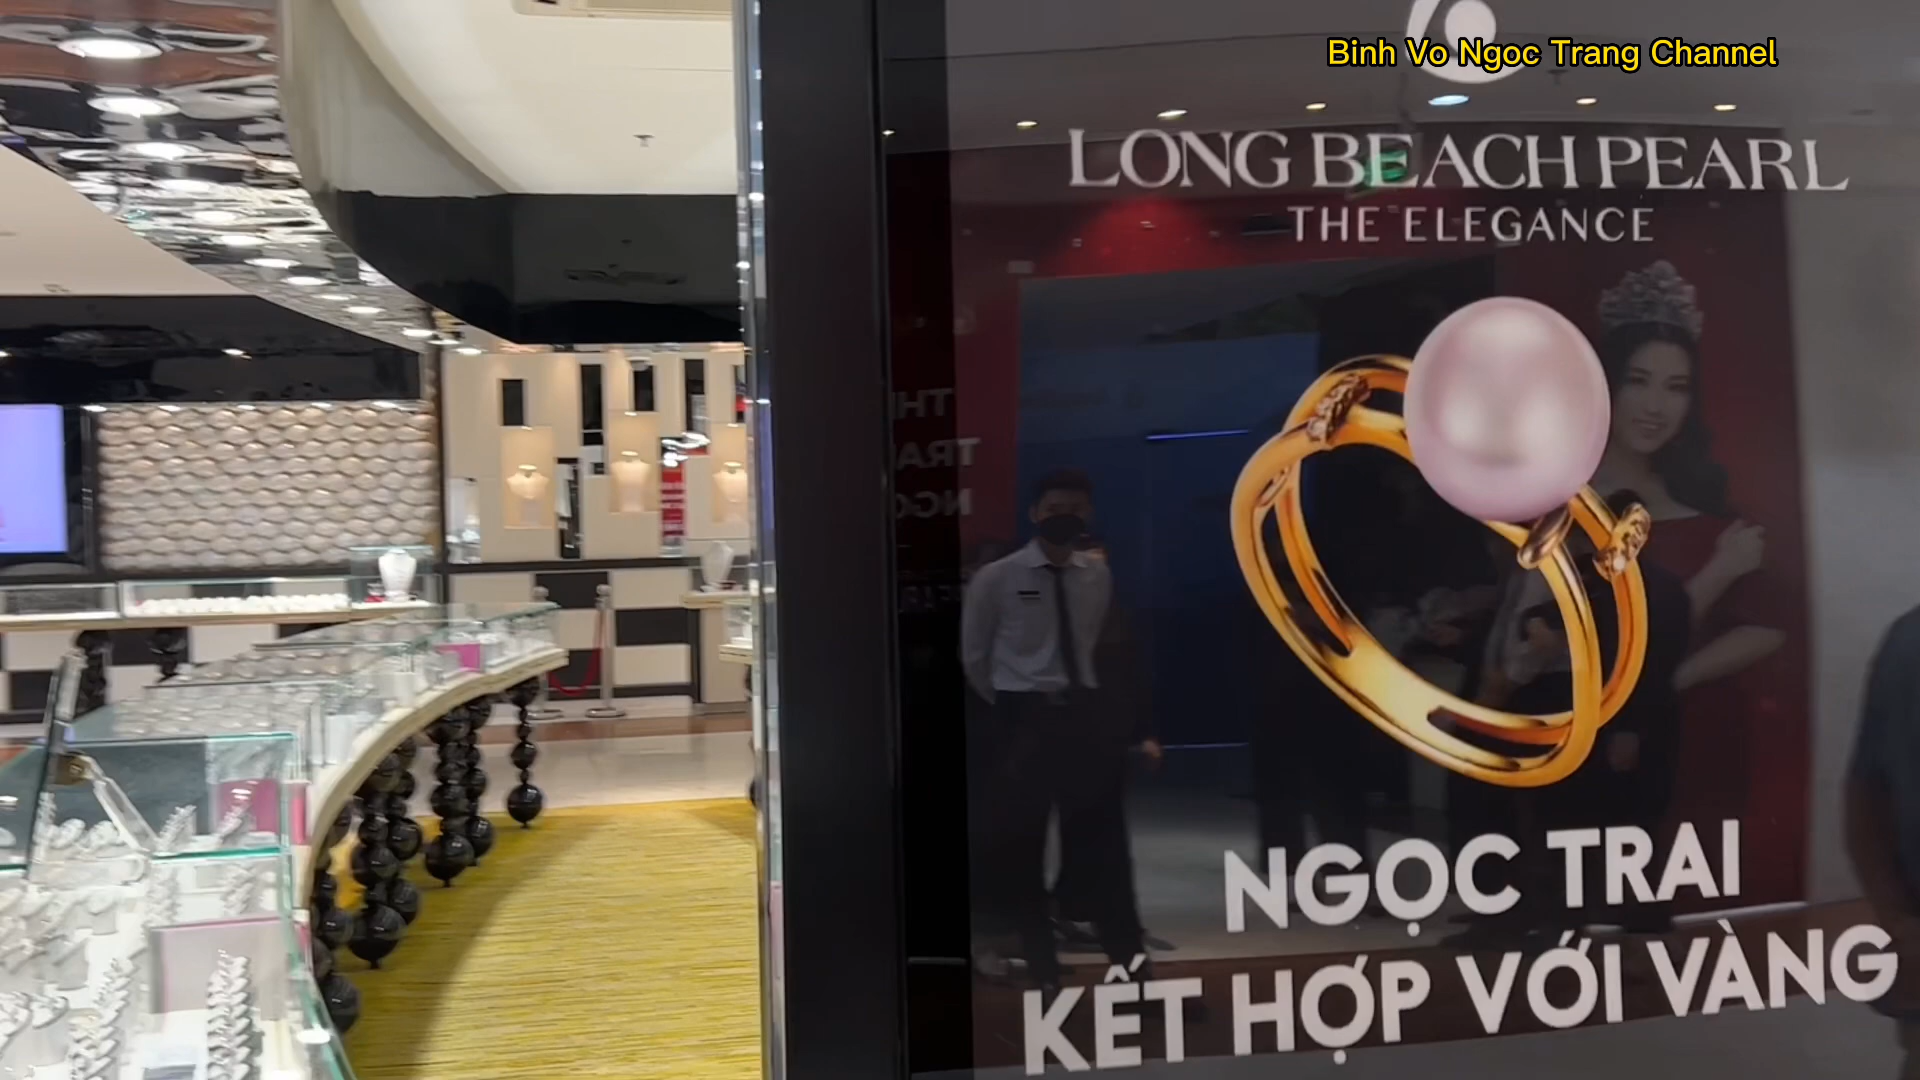 Binh Vo Ngoc Trang Channel
LONG BEACH PEARL
THE ELEGANCE
NGỌC TRAI
KẾT HỢP VỚI VÀNG